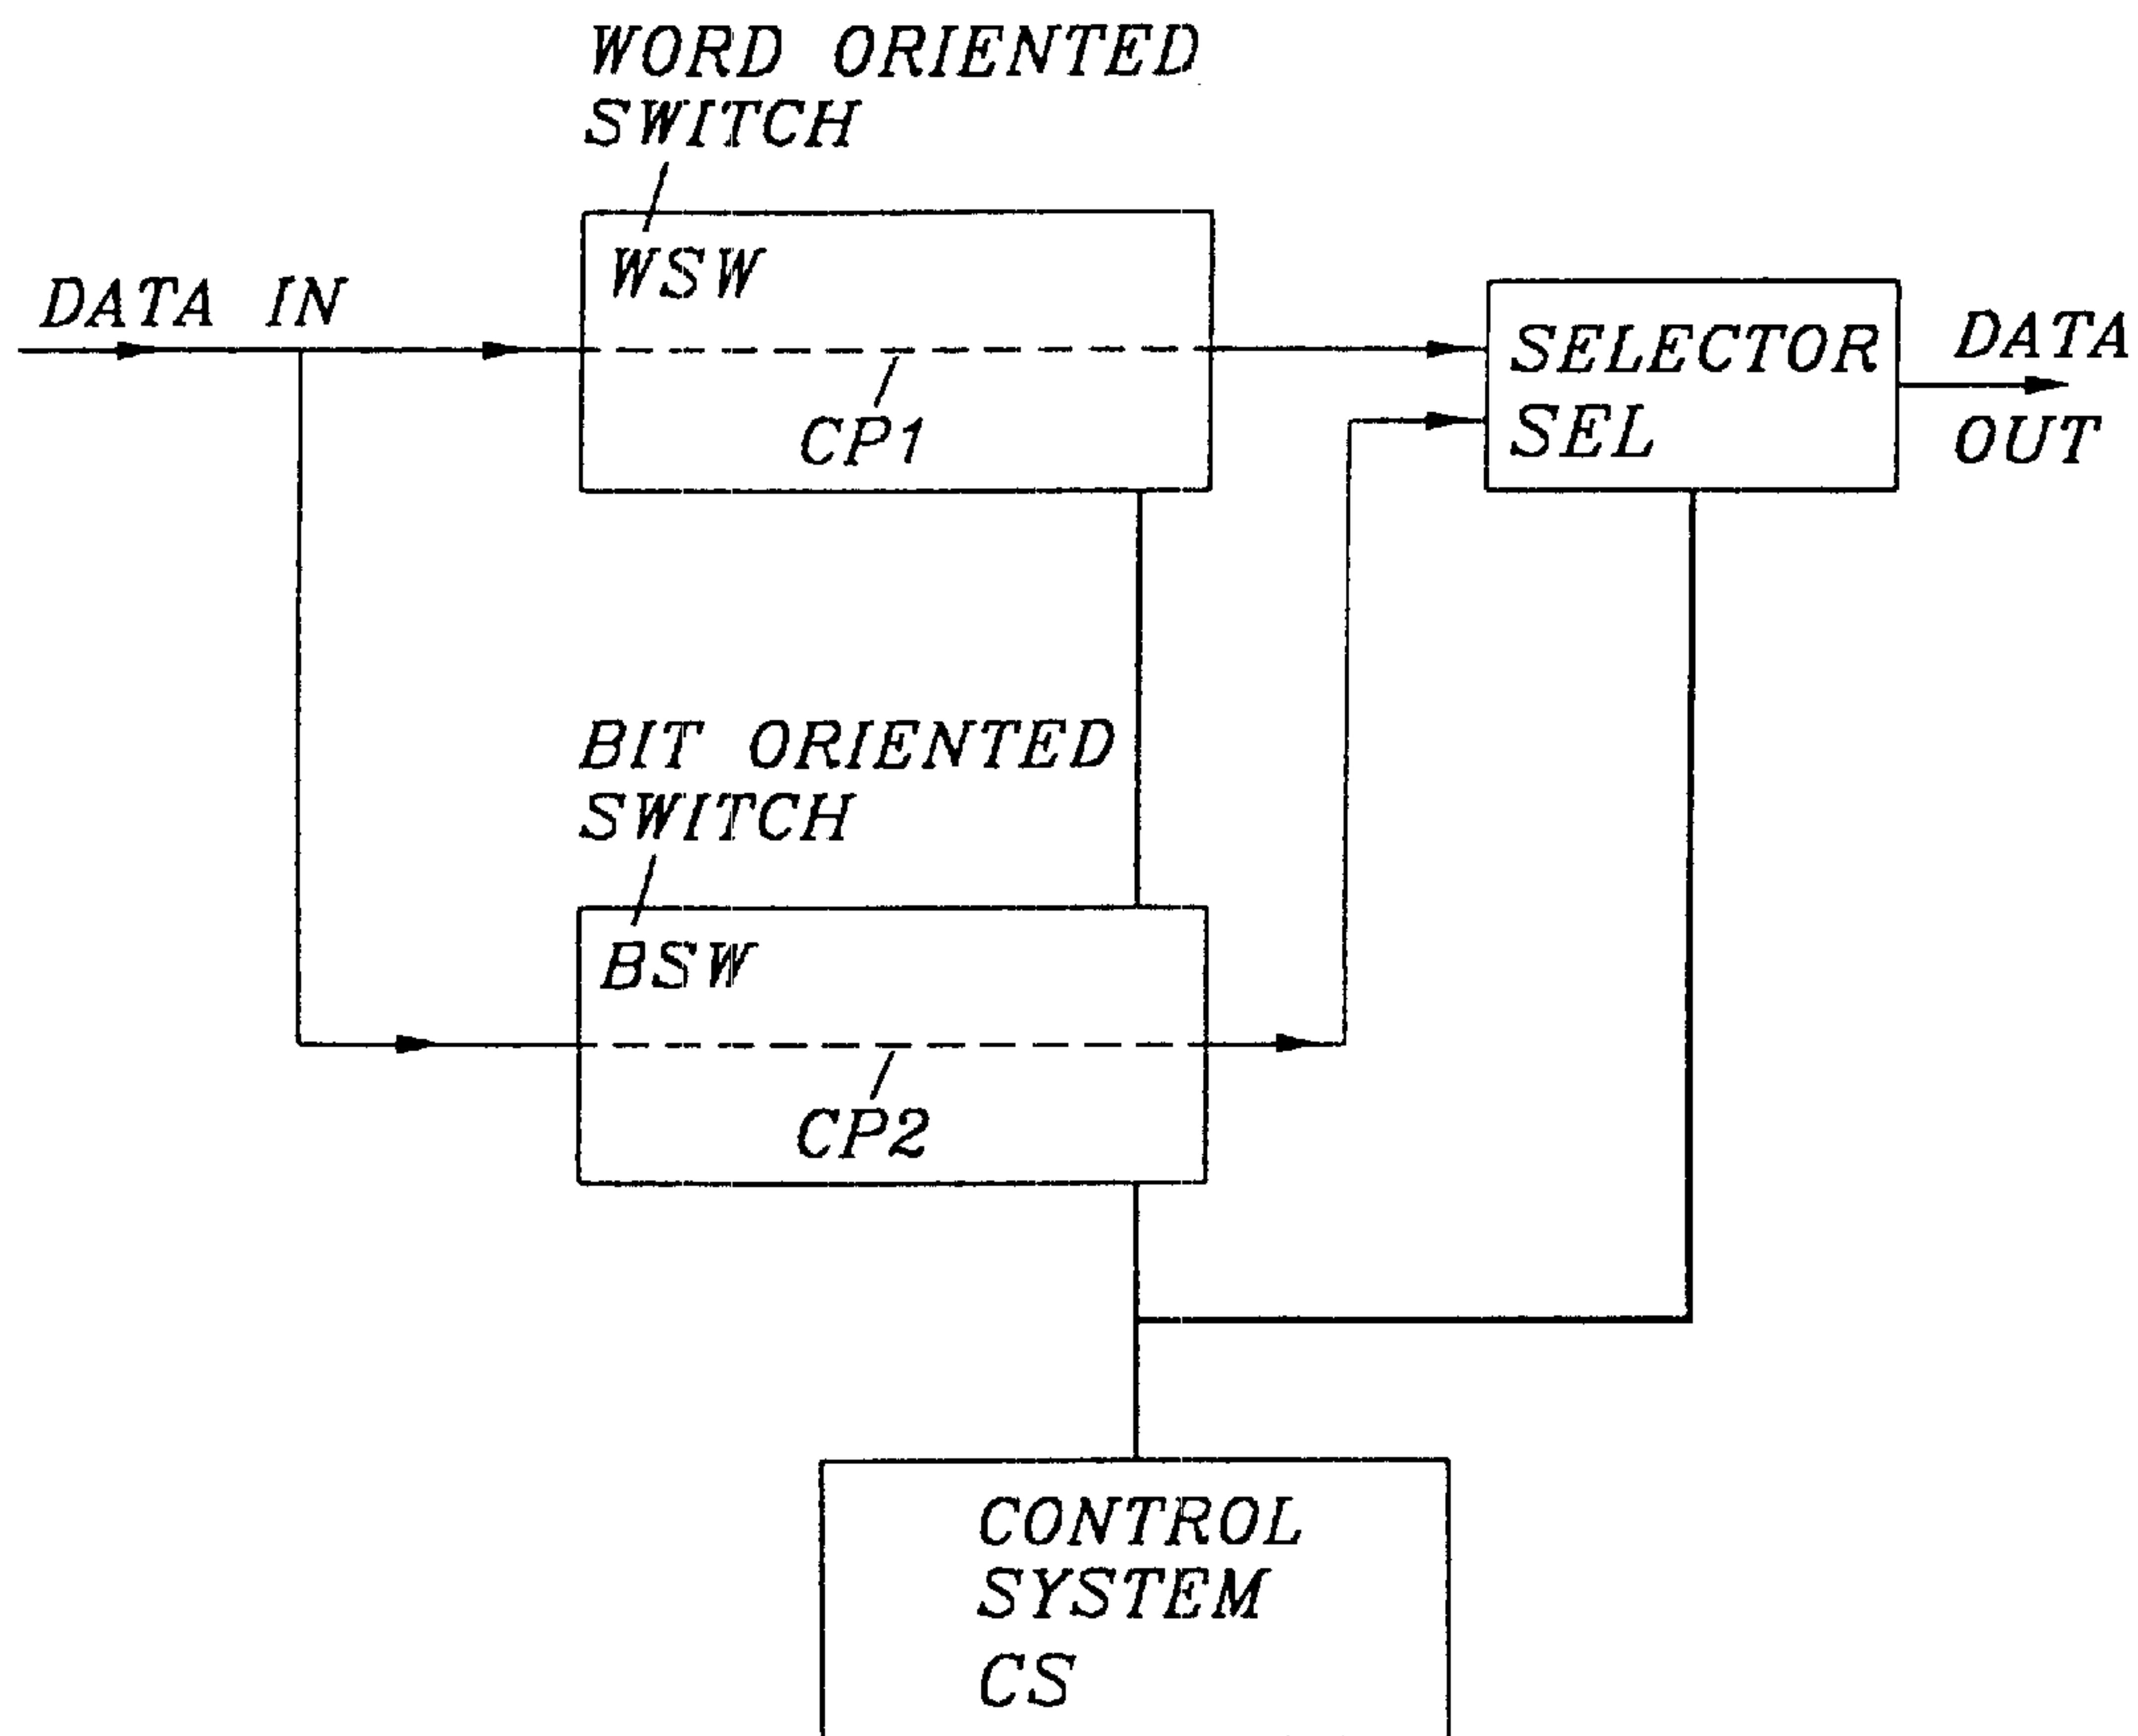 WORD ORIENTED
SWITCH
WSW
DATA IN
CP1
SELECTOR
SEL
DATA
OUT
BIT ORIENTED
SWITCH
BSW
CP2
CONTROL
SYSTEM
CS